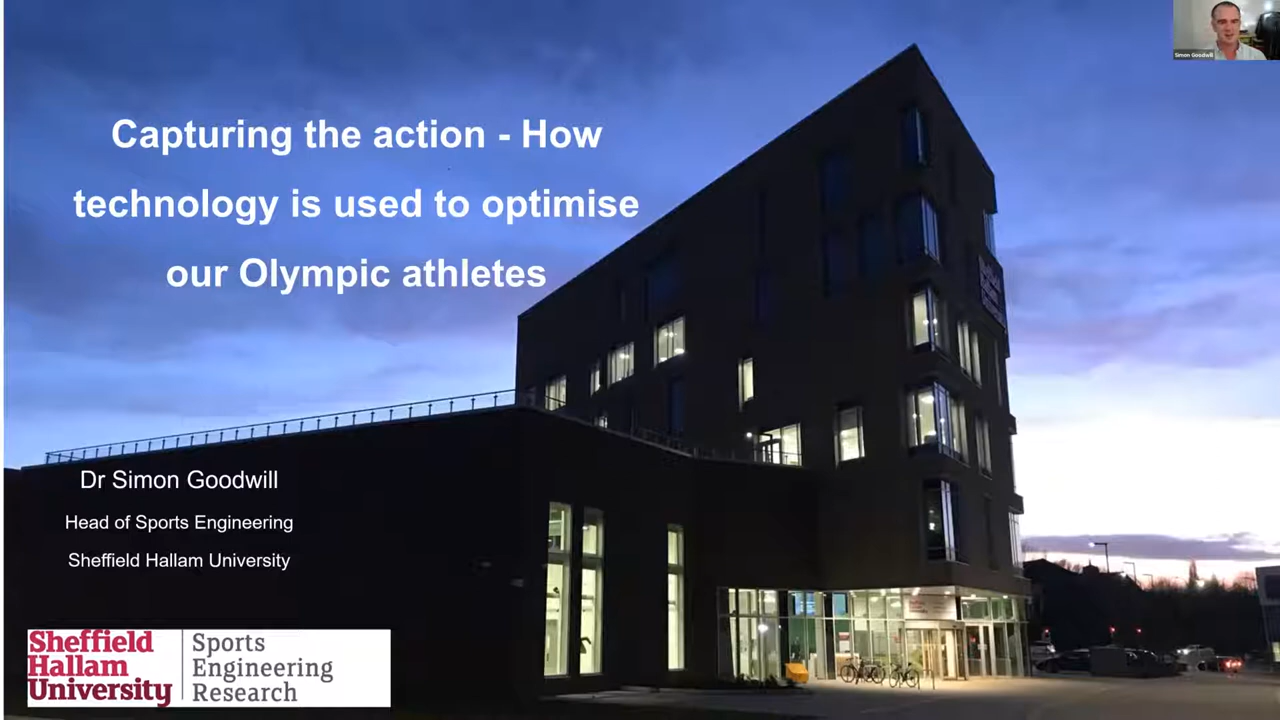 Simon Goodwill
Capturing the action - How
technology is used to optimise
our Olympic athletes
Dr Simon Goodwill
Head of Sports Engineering
Sheffield Hallam University
Sheffield
Hallam
University
Sports
Engineering
Research